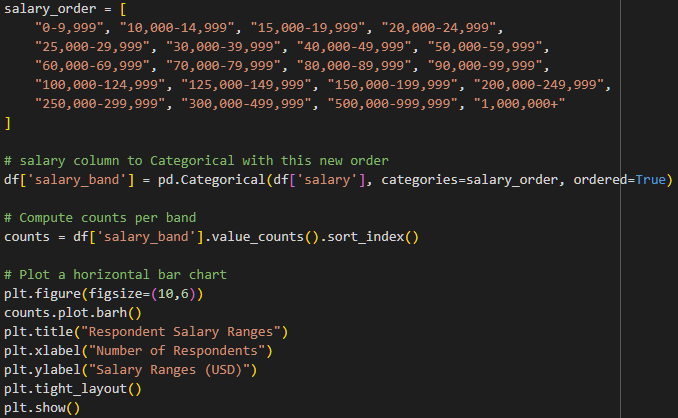 salary_order = [
    "0-9,999", "10,000-14,999", "15,000-19,999", "20,000-24,999",
    "25,000-29,999", "30,000-39,999", "40,000-49,999", "50,000-59,999",
    "60,000-69,999", "70,000-79,999", "80,000-89,999", "90,000-99,999",
    "100,000-124,999", "125,000-149,999", "150,000-199,999", "200,000-249,999",
    "250,000-299,999", "300,000-499,999", "500,000-999,999", "1,000,000+"
]
# salary column to Categorical with this new order
df['salary_band'] = pd.Categorical(df['salary'], categories=salary_order, ordered=True)
# Compute counts per band
counts = df['salary_band'].value_counts().sort_index()
# Plot a horizontal bar chart
plt.figure(figsize=(10,6))
counts.plot.barh()
plt.title("Respondent Salary Ranges")
plt.xlabel("Number of Respondents")
plt.ylabel("Salary Ranges (USD)")
plt.tight_layout()
plt.show()